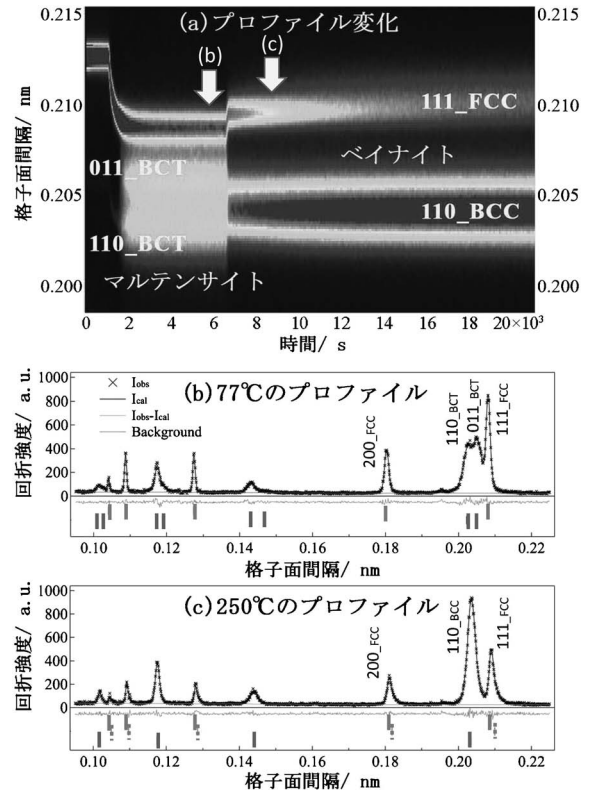 0.215
0.210
0.205
0.200
格子面間隔/ nm
(a)プロファイル変化
(b)
(c)
111_FCC
ベイナイト
011_BCT
110_BCC
110_BCT
マルテンサイト
0.215
0.210
0.205
0.200
0 2 4 6 8 10 12 14 16 18 20×10³
時間/ s
回折強度/ a. u.
1000
800
600
400
200
0
× Iobs
Ical
Iobs-Ical
Background
(b)77℃のプロファイル
200_FCC
110_BCT
011_BCT
111_FCC
0.10 0.12 0.14 0.16 0.18 0.20 0.22
格子面間隔/ nm
回折強度/ a. u.
1000
800
600
400
200
0
(c)250℃のプロファイル
200_FCC
110_BCC
111_FCC
0.10 0.12 0.14 0.16 0.18 0.20 0.22
格子面間隔/ nm